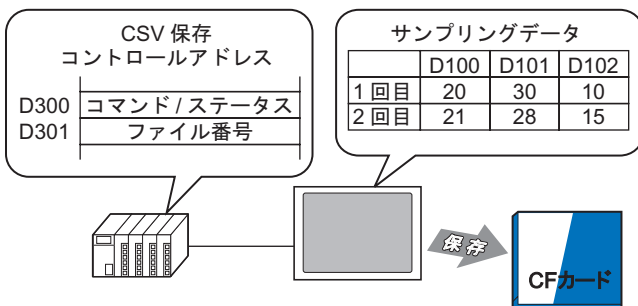 CSV 保存
コントロールアドレス
D300 コマンド / ステータス
D301 ファイル番号
サンプリングデータ
D100 D101 D102
1 回目 20 30 10
2 回目 21 28 15
保存
CFカード